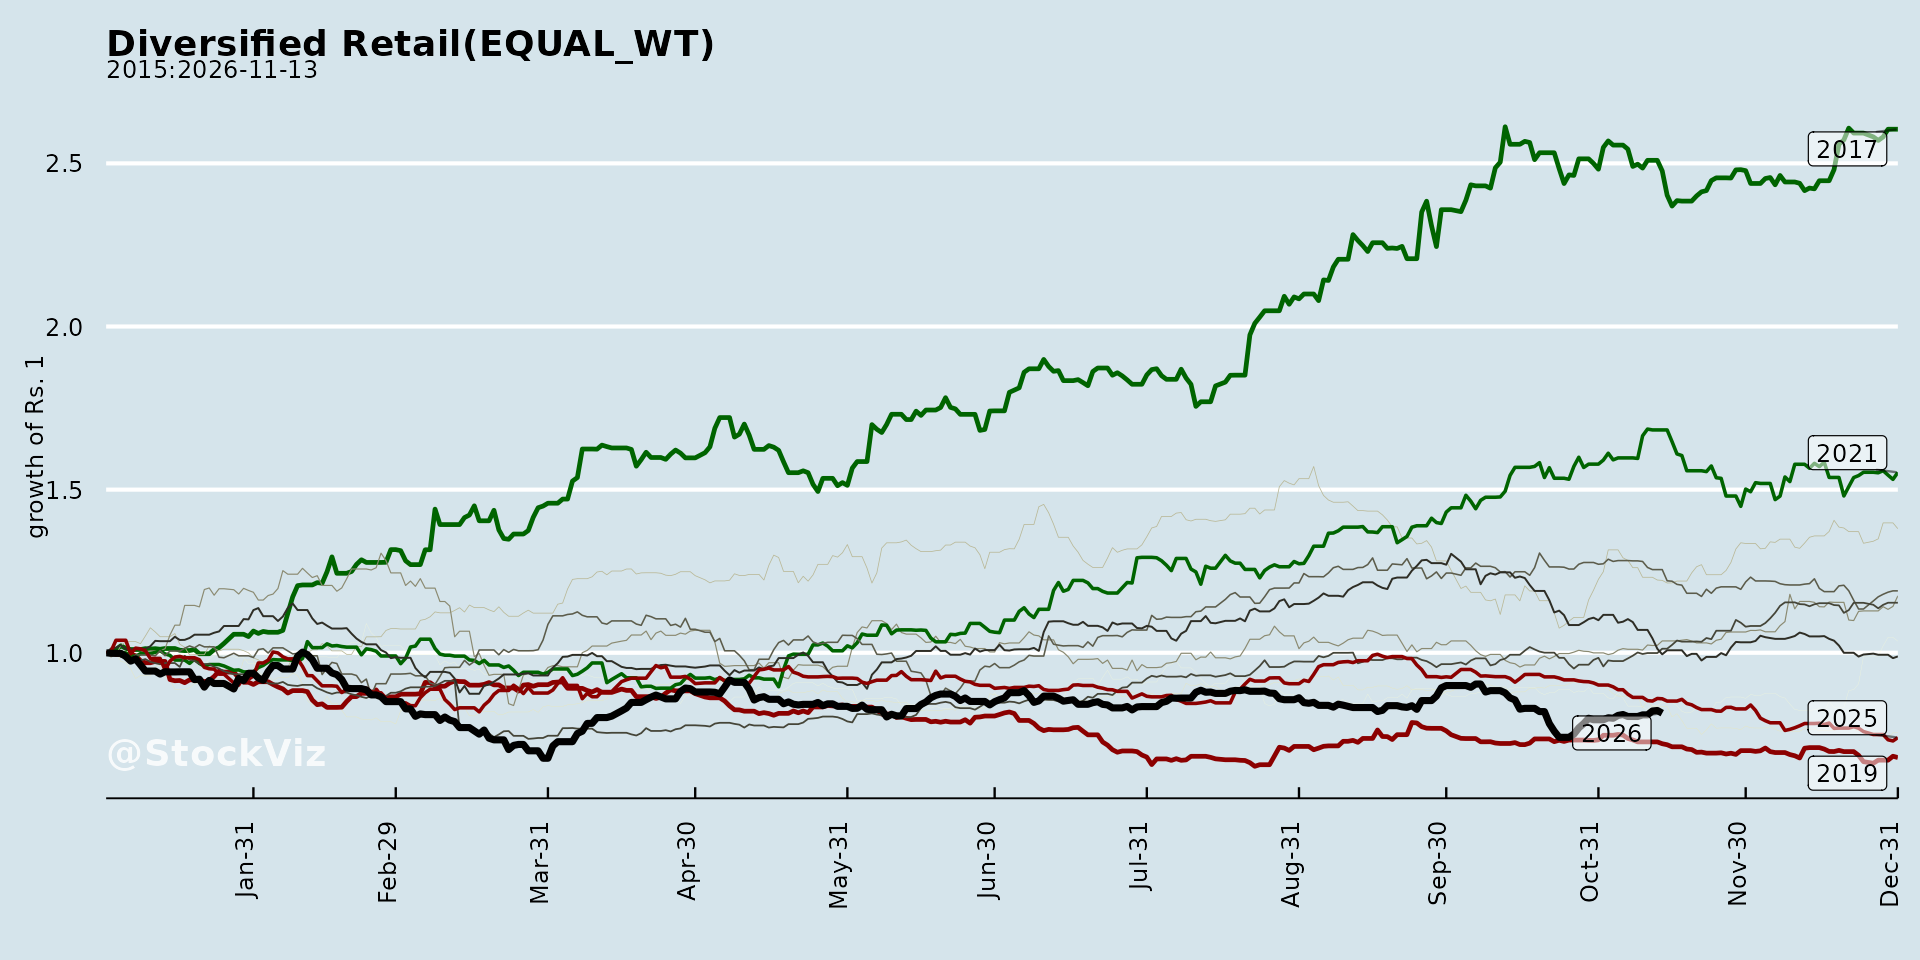 Diversified Retail(EQUAL_WT)
2015:2026-11-13
growth of Rs. 1
2.5
2.0
1.5
1.0
2017
2021
2025
2026
2019
@StockViz
Jan-31
Feb-29
Mar-31
Apr-30
May-31
Jun-30
Jul-31
Aug-31
Sep-30
Oct-31
Nov-30
Dec-31